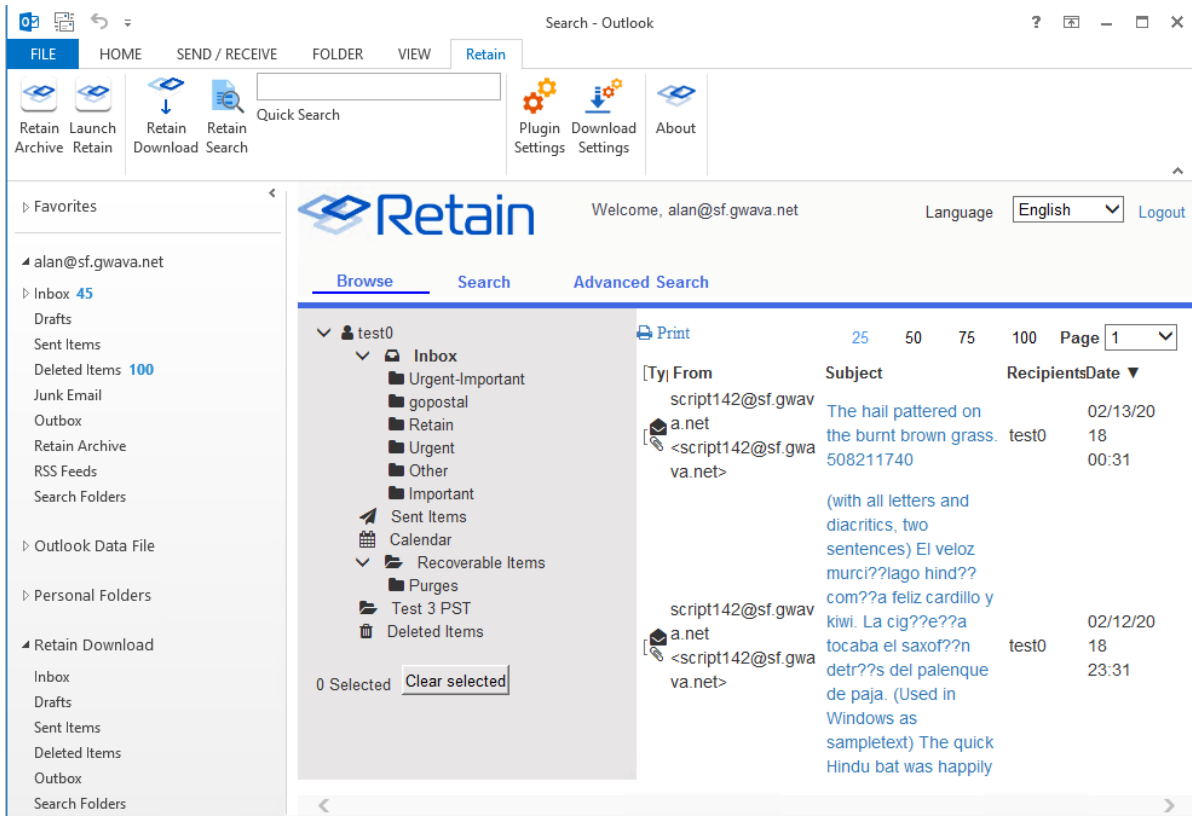 Search - Outlook
?
FILE HOME SEND / RECEIVE FOLDER VIEW Retain
Retain Archive
Launch Retain
Retain Download
Retain Search
Quick Search
Plugin Settings
Download Settings
About
Favorites
alan@sf.gwava.net
Inbox 45
Drafts
Sent Items
Deleted Items 100
Junk Email
Outbox
Retain Archive
RSS Feeds
Search Folders
Outlook Data File
Personal Folders
Retain Download
Inbox
Drafts
Sent Items
Deleted Items
Outbox
Search Folders
Retain
Welcome, alan@sf.gwava.net
Language English Logout
Browse Search Advanced Search
test0
Inbox
Urgent-Important
gopostal
Retain
Urgent
Other
Important
Sent Items
Calendar
Recoverable Items
Purges
Test 3 PST
Deleted Items
0 Selected Clear selected
Print 25 50 75 100 Page 1
[Ty| From Subject Recipients Date ▼
script142@sf.gwav
a.net
<script142@sf.gwa
va.net>
The hail pattered on
the burnt brown grass.
508211740
test0
02/13/20
18
00:31
script142@sf.gwav
a.net
<script142@sf.gwa
va.net>
(with all letters and
diacritics, two
sentences) El veloz
murci??lago hind??
com??a feliz cardillo y
kiwi. La cig??e??a
tocaba el saxof??n
detr??s del palenque
de paja. (Used in
Windows as
sampletext) The quick
Hindu bat was happily
test0
02/12/20
18
23:31